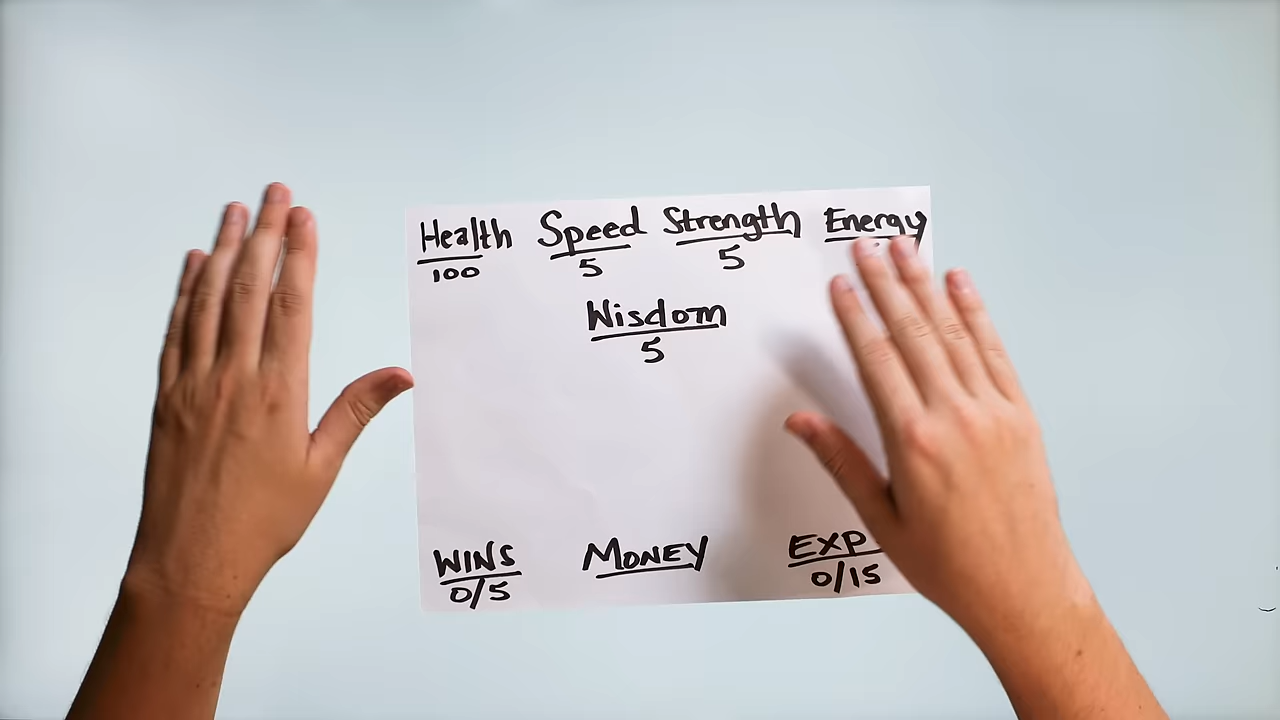 Health Speed Strength Energy
100 5 5
Wisdom
5
WINS MONEY EXP
0/5 0/15